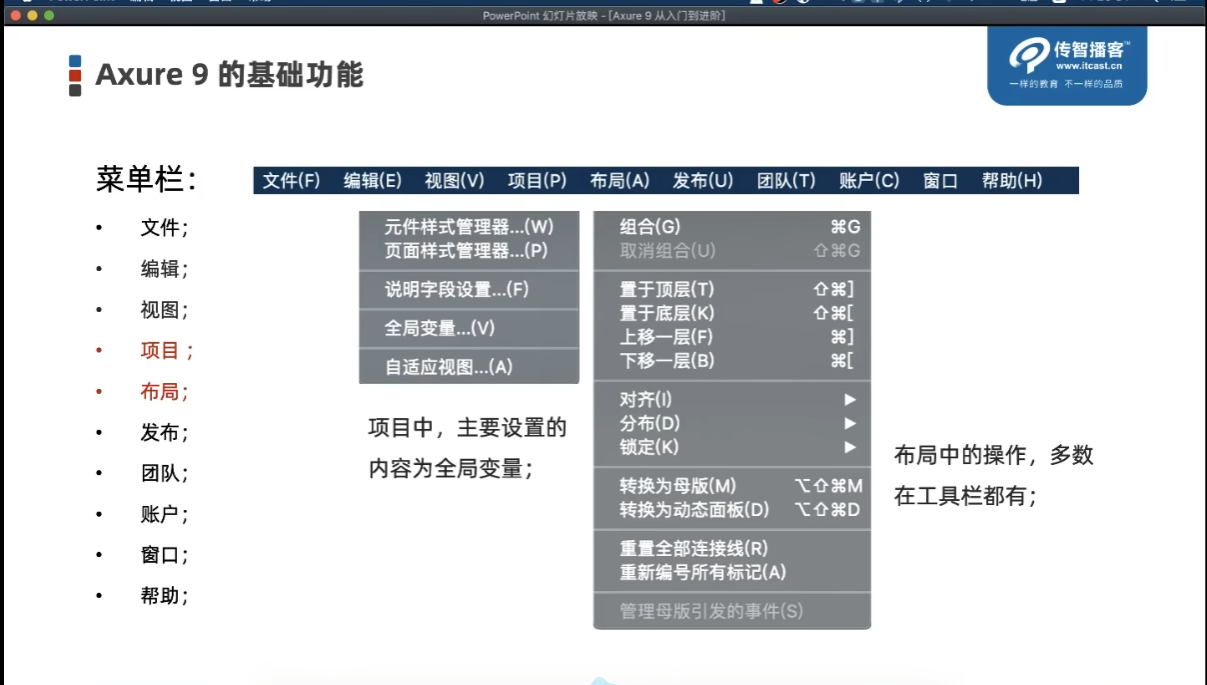 PowerPoint 幻灯片放映 - [Axure 9 从入门到进阶]
Axure 9 的基础功能
传智播客™
www.itcast.cn
一样的教育 不一样的品质
菜单栏：
文件(F) 编辑(E) 视图(V) 项目(P) 布局(A) 发布(U) 团队(T) 账户(C) 窗口 帮助(H)
• 文件；
• 编辑；
• 视图；
• 项目 ；
• 布局；
• 发布；
• 团队；
• 账户；
• 窗口；
• 帮助；
元件样式管理器...(W)
页面样式管理器...(P)
说明字段设置...(F)
全局变量...(V)
自适应视图...(A)
项目中，主要设置的
内容为全局变量；
组合(G) ⌘G
取消组合(U) ⇧⌘G
置于顶层(T) ⇧⌘]
置于底层(K) ⇧⌘[
上移一层(F) ⌘]
下移一层(B) ⌘[
对齐(I) ▶
分布(D) ▶
锁定(K) ▶
转换为母版(M) ⌥⇧⌘M
转换为动态面板(D) ⌥⇧⌘D
重置全部连接线(R)
重新编号所有标记(A)
管理母版引发的事件(S)
布局中的操作，多数
在工具栏都有；